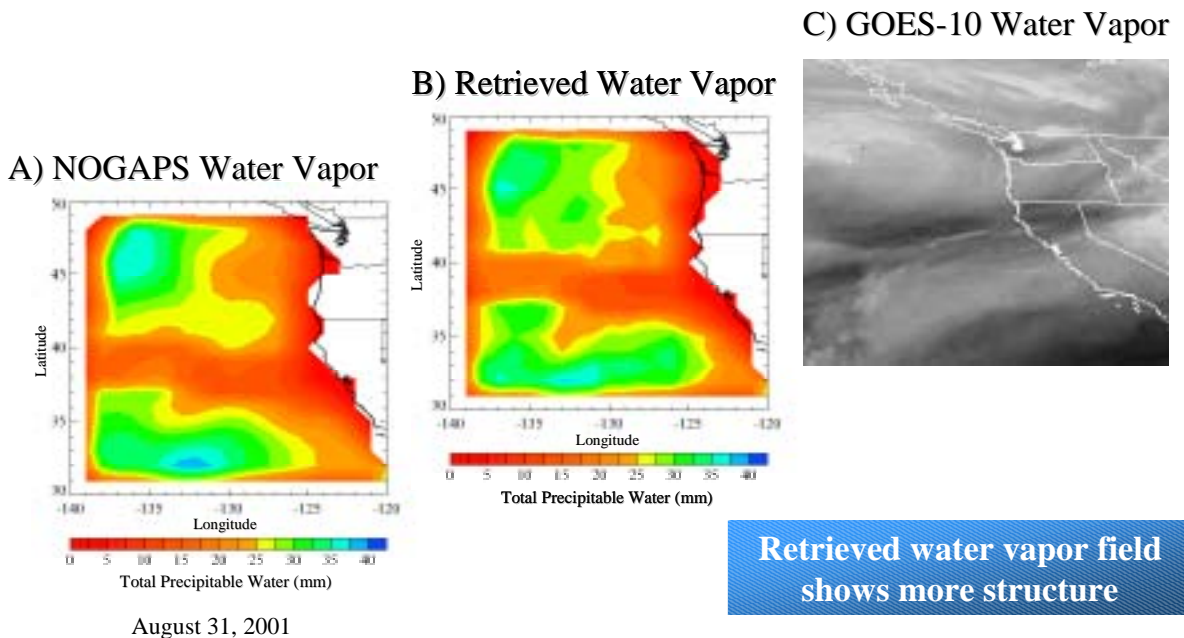 C) GOES-10 Water Vapor
B) Retrieved Water Vapor
A) NOGAPS Water Vapor
50
45
40
35
30
Latitude
-140 -135 -130 -125 -120
Longitude
0 5 10 15 20 25 30 35 40
Total Precipitable Water (mm)
50
45
40
35
30
Latitude
-140 -135 -130 -125 -120
Longitude
0 5 10 15 20 25 30 35 40
Total Precipitable Water (mm)
Retrieved water vapor field
shows more structure
August 31, 2001